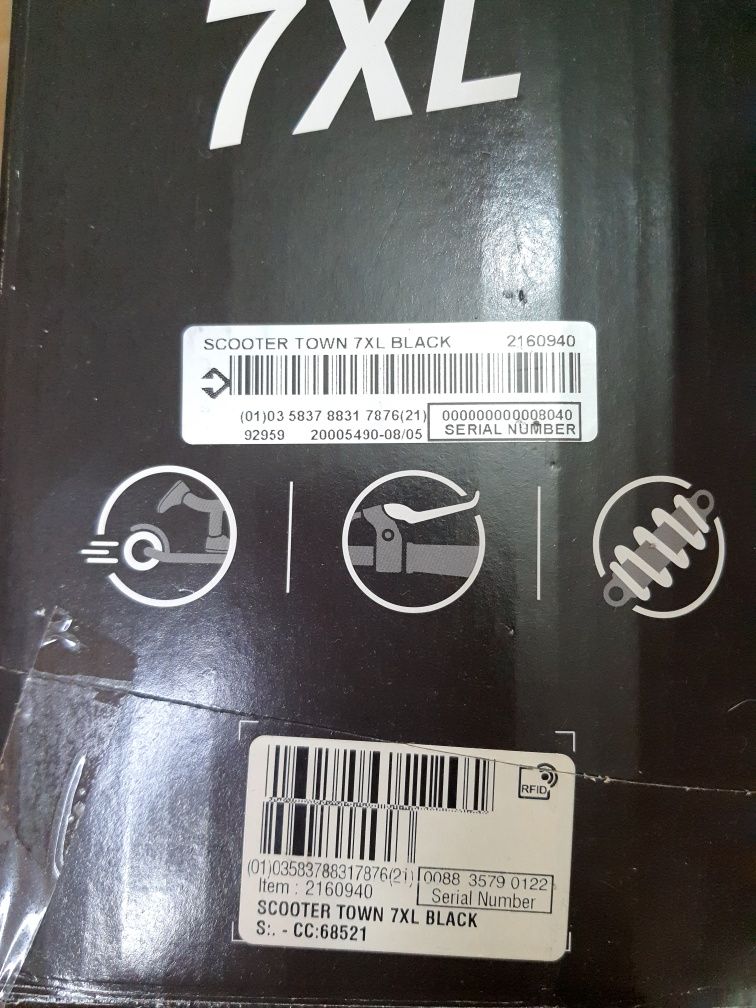 7XL
SCOOTER TOWN 7XL BLACK 2160940
(01)03 5837 8831 7876(21) 000000000008040
92959 20005490-08/05 SERIAL NUMBER
RFID
(01)03583788317876(21) 0088 3579 0122
Item : 2160940 Serial Number
SCOOTER TOWN 7XL BLACK
S:. - CC:68521